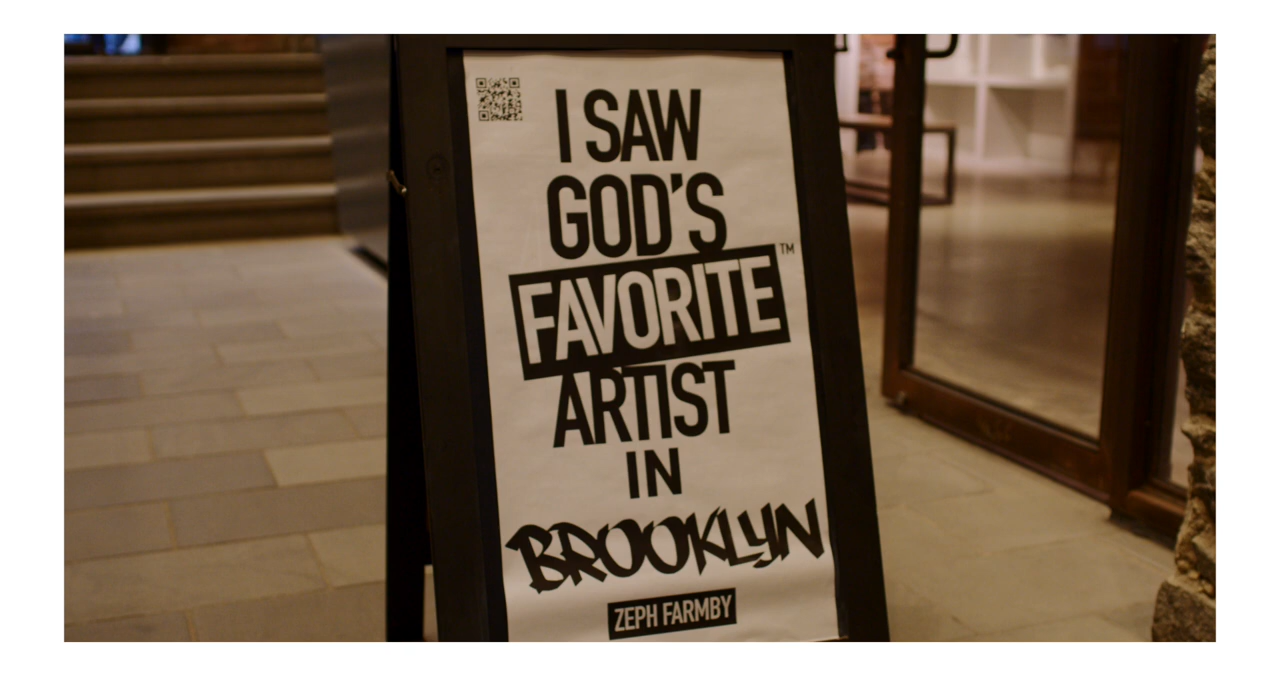 I SAW
GOD'S
FAVORITE™
ARTIST
IN
BROOKLYN
ZEPH FARMBY